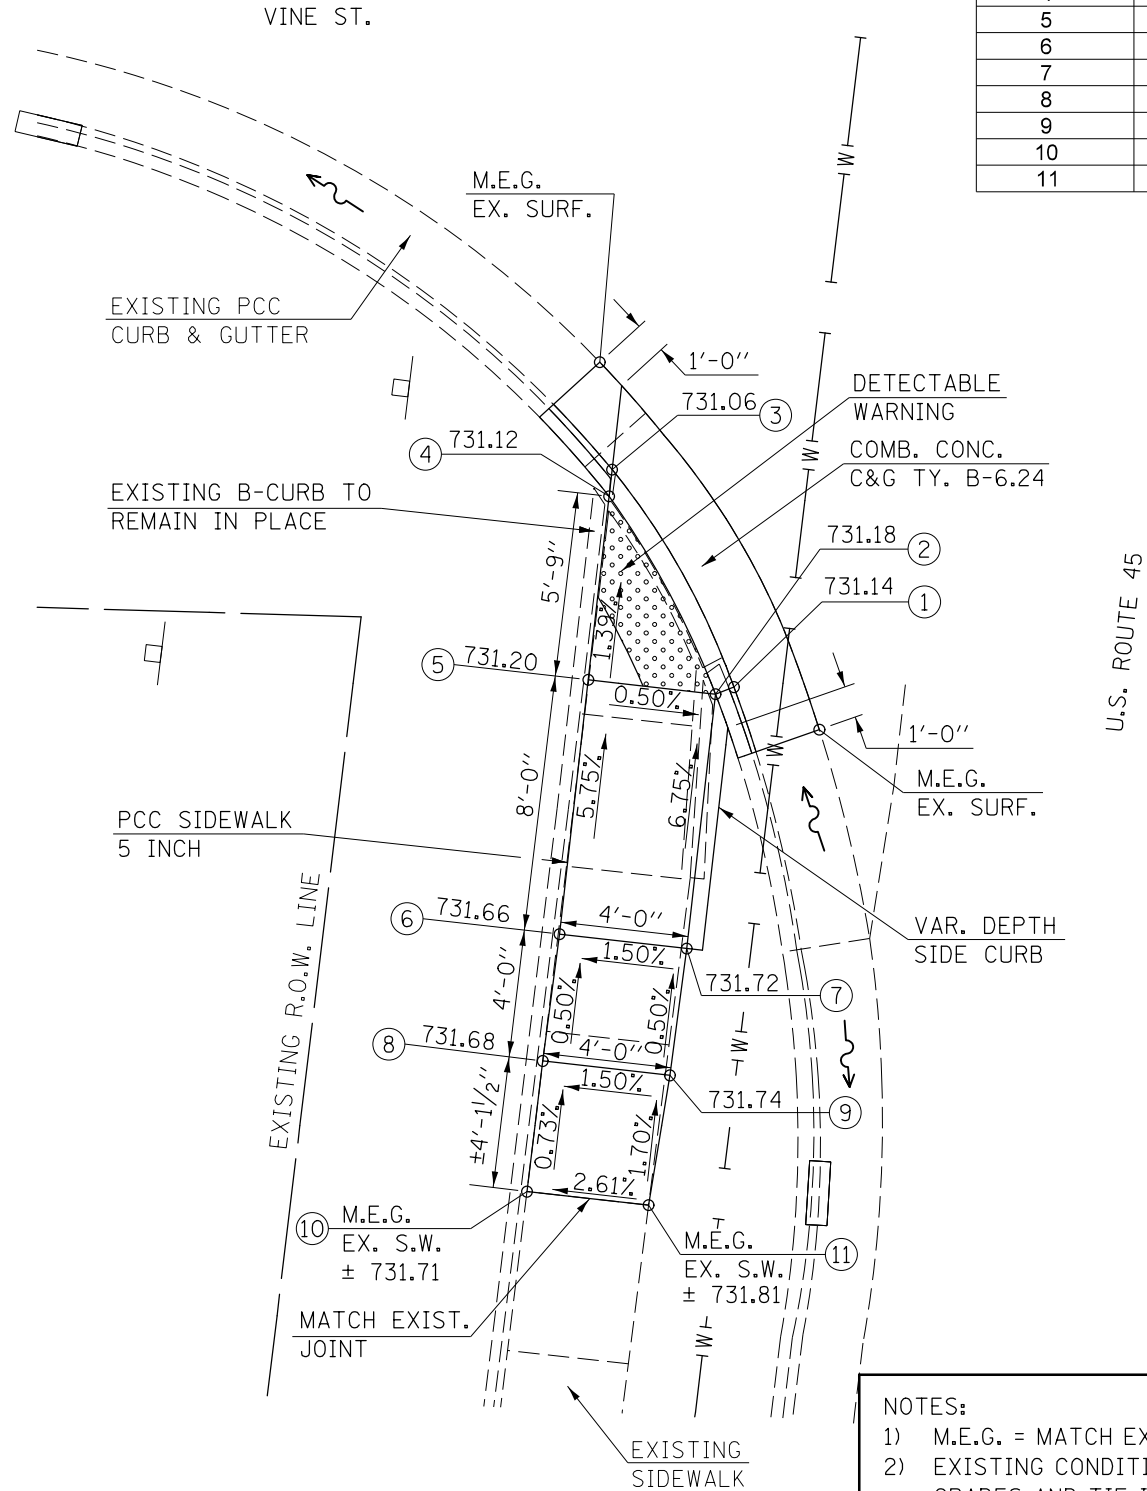 VINE ST.
5
6
7
8
9
10
11
M.E.G.
EX. SURF.
EXISTING PCC
CURB & GUTTER
1'-0"
731.06 3
DETECTABLE
WARNING
4 731.12
COMB. CONC.
C&G TY. B-6.24
EXISTING B-CURB TO
REMAIN IN PLACE
W
W
W
W
W
W
731.18 2
731.14 1
U.S. ROUTE 45
5'-9"
1.39%
5 731.20
0.50%
1'-0"
8'-0"
5.75%
6.75%
M.E.G.
EX. SURF.
PCC SIDEWALK
5 INCH
EXISTING R.O.W. LINE
6 731.66
4'-0"
1.50%
VAR. DEPTH
SIDE CURB
4'-0"
0.50%
0.50%
731.72 7
8 731.68
4'-0"
1.50%
731.74 9
±4'-1½"
0.73%
1.70%
2.61%
10 M.E.G.
EX. S.W.
± 731.71
M.E.G. 11
EX. S.W.
± 731.81
MATCH EXIST.
JOINT
EXISTING
SIDEWALK
NOTES:
1) M.E.G. = MATCH EX
2) EXISTING CONDITI